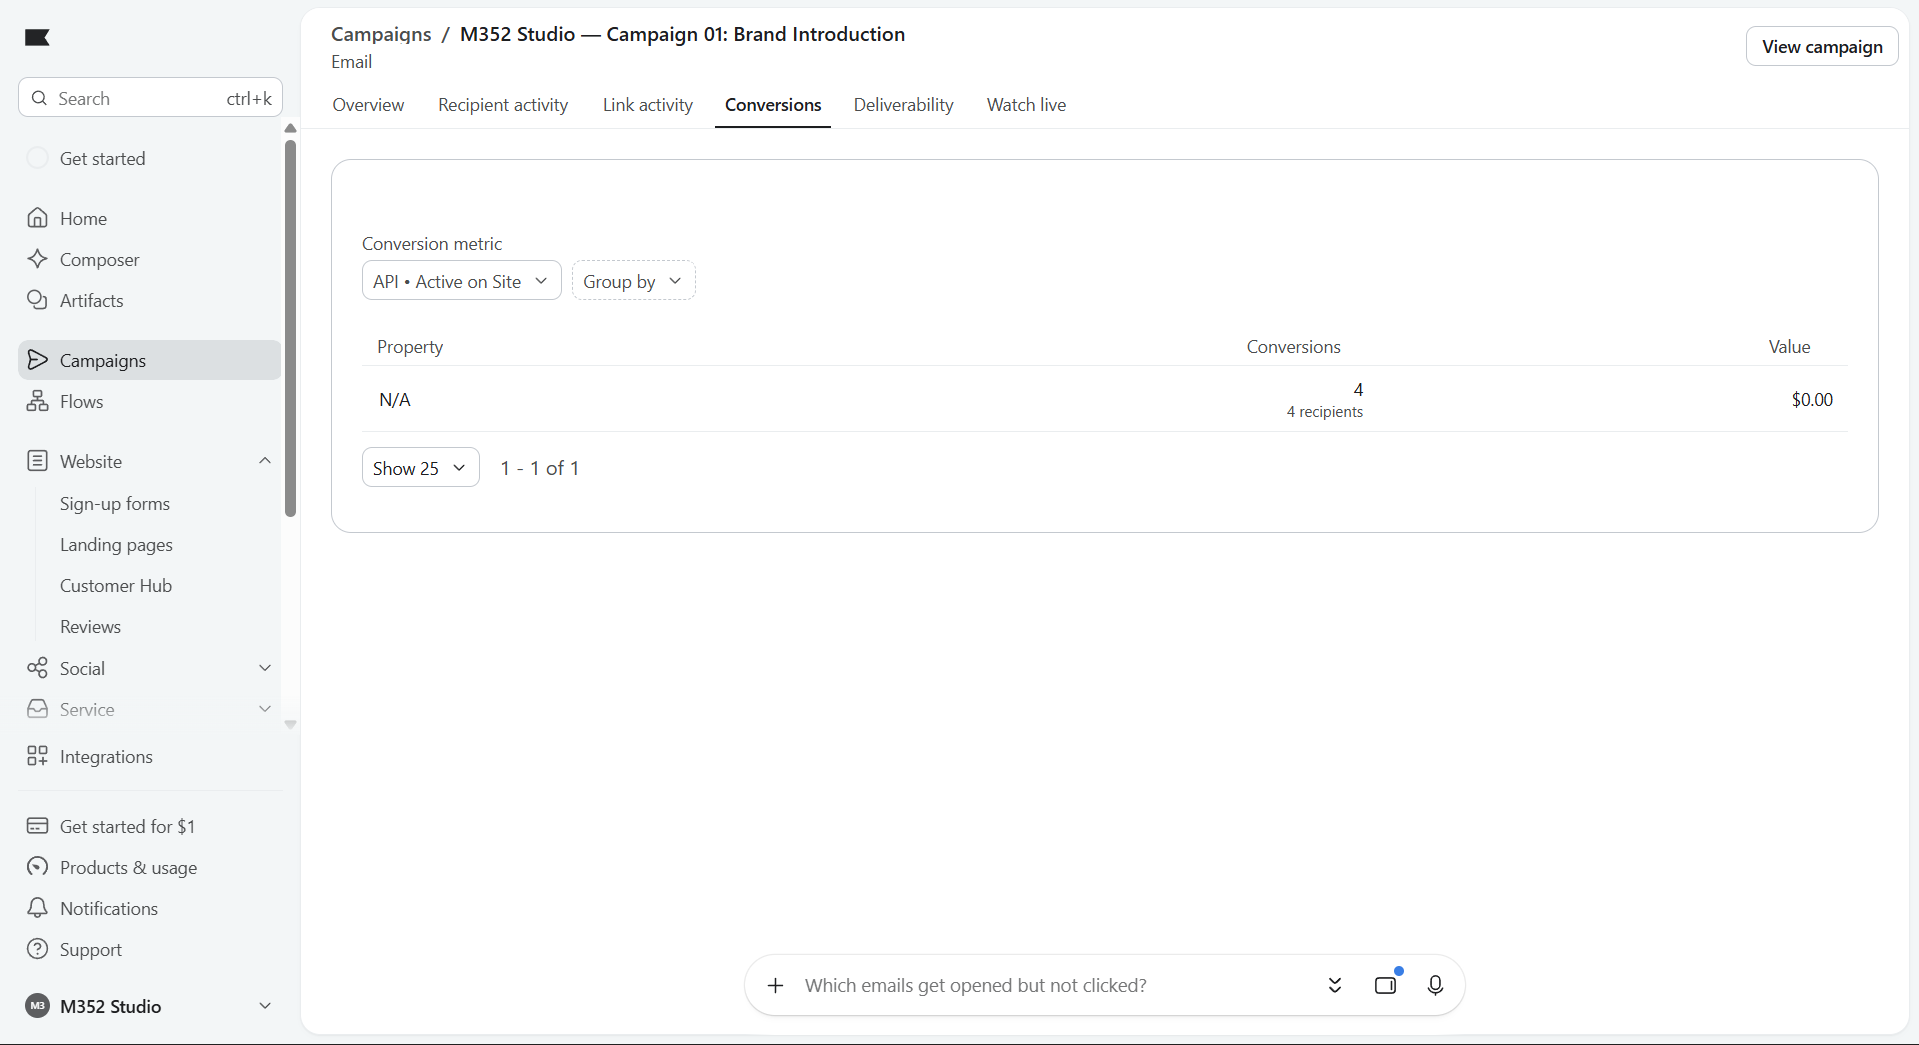 Search ctrl+k
Get started
Home
Composer
Artifacts
Campaigns
Flows
Website
Sign-up forms
Landing pages
Customer Hub
Reviews
Social
Service
Integrations
Get started for $1
Products & usage
Notifications
Support
M3 M352 Studio
Campaigns / M352 Studio — Campaign 01: Brand Introduction
Email
View campaign
Overview Recipient activity Link activity Conversions Deliverability Watch live
Conversion metric
API • Active on Site Group by
Property Conversions Value
N/A 4 $0.00
4 recipients
Show 25 1 - 1 of 1
Which emails get opened but not clicked?